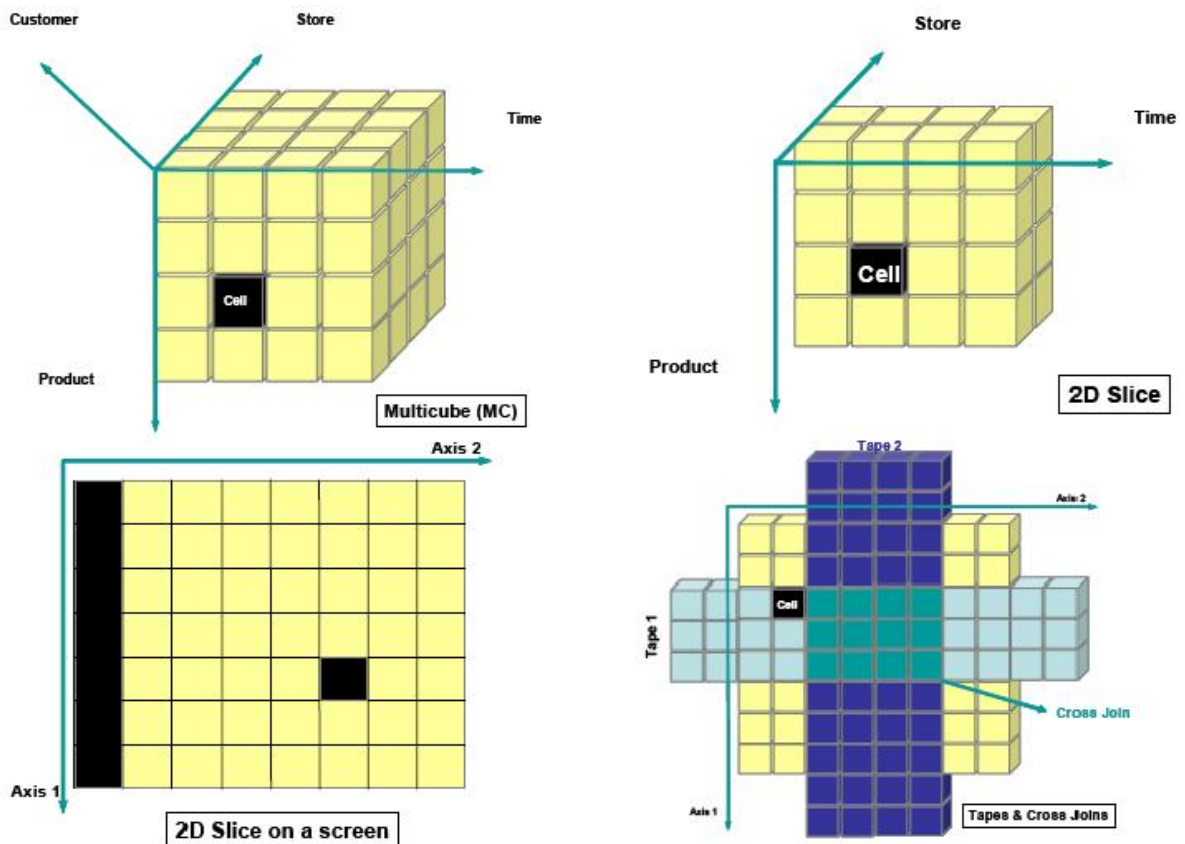 Customer
Store
Time
Cell
Product
Multicube (MC)
Store
Time
Cell
Product
2D Slice
Axis 2
Axis 1
2D Slice on a screen
Tape 2
Axis 2
Cell
Tape 1
Cross Join
Axis 1
Tapes & Cross Joins